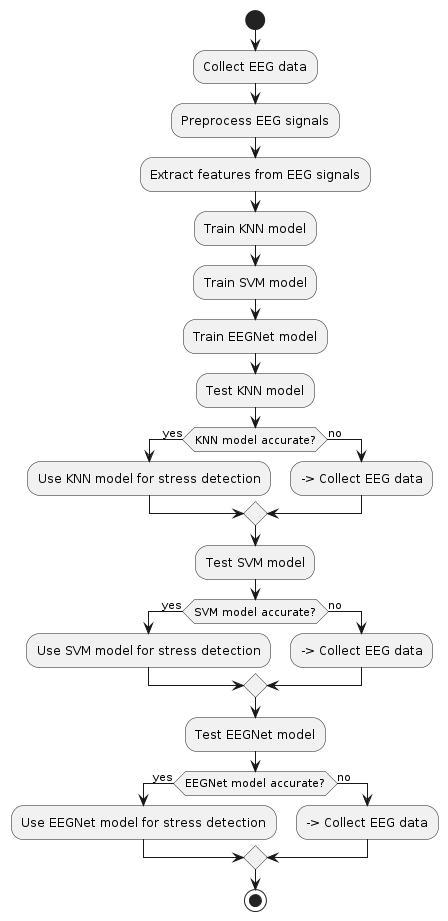 Collect EEG data
Preprocess EEG signals
Extract features from EEG signals
Train KNN model
Train SVM model
Train EEGNet model
Test KNN model
yes
KNN model accurate?
no
Use KNN model for stress detection
-> Collect EEG data
Test SVM model
yes
SVM model accurate?
no
Use SVM model for stress detection
-> Collect EEG data
Test EEGNet model
yes
EEGNet model accurate?
no
Use EEGNet model for stress detection
-> Collect EEG data